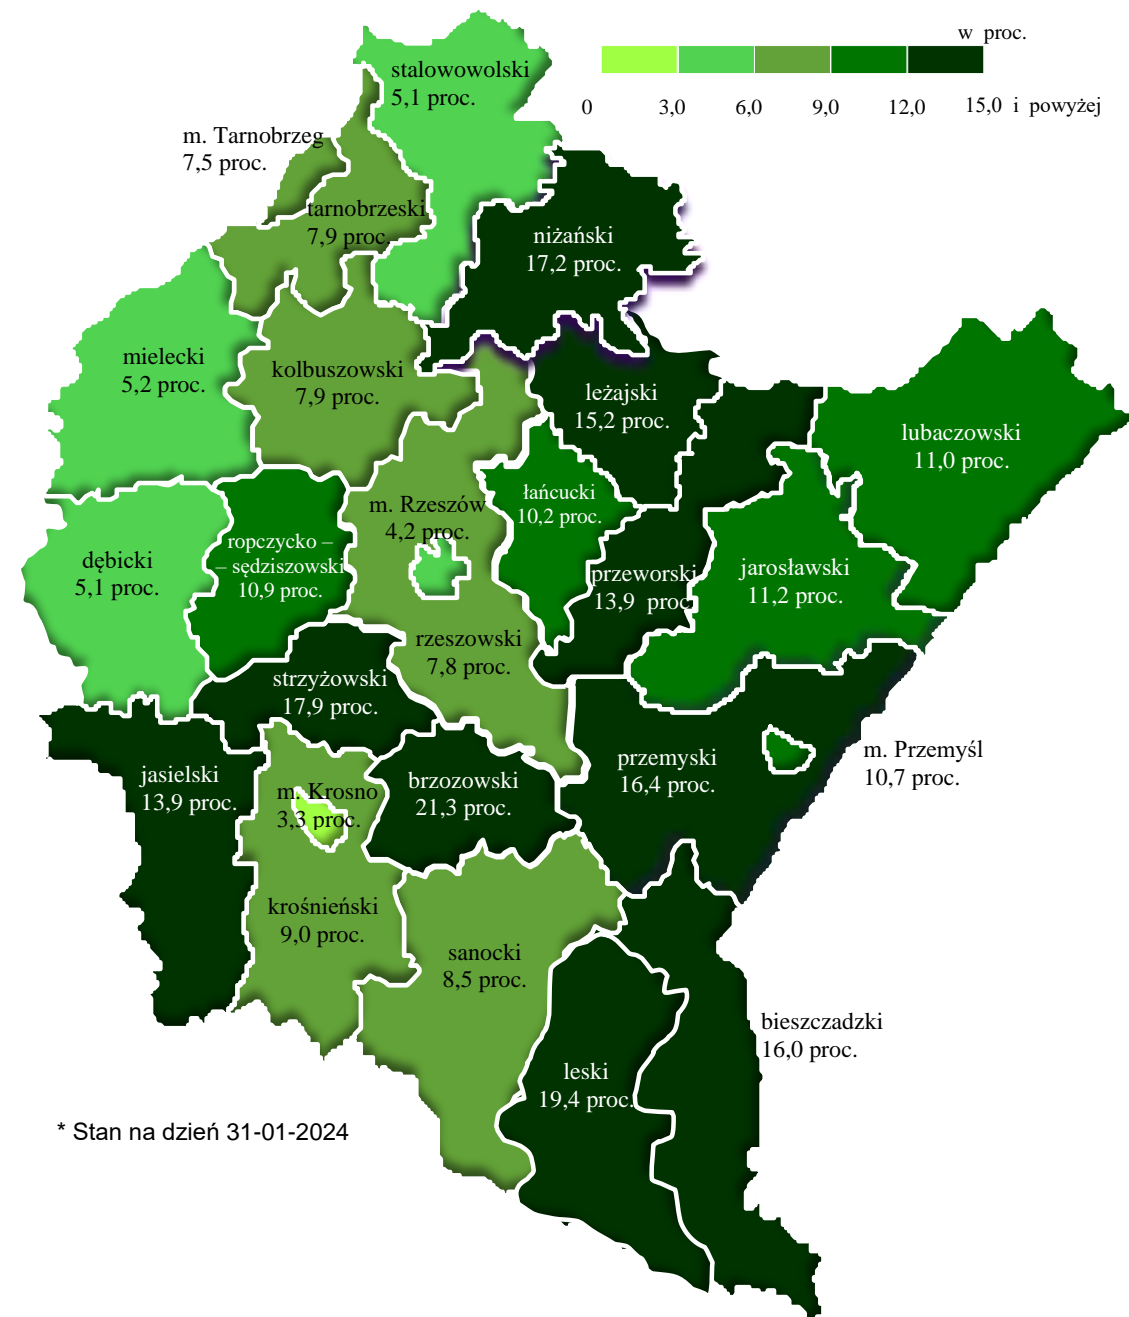 w proc.
0 3,0 6,0 9,0 12,0 15,0 i powyżej
stalowowolski
5,1 proc.
m. Tarnobrzeg
7,5 proc.
tarnobrzeski
7,9 proc.
niżański
17,2 proc.
mielecki
5,2 proc.
kolbuszowski
7,9 proc.
leżajski
15,2 proc.
lubaczowski
11,0 proc.
łańcucki
10,2 proc.
m. Rzeszów
4,2 proc.
dębicki
5,1 proc.
ropczycko –
– sędziszowski
10,9 proc.
przeworski
13,9 proc.
jarosławski
11,2 proc.
rzeszowski
7,8 proc.
strzyżowski
17,9 proc.
jasielski
13,9 proc.
m. Krosno
3,3 proc.
brzozowski
21,3 proc.
przemyski
16,4 proc.
m. Przemyśl
10,7 proc.
krośnieński
9,0 proc.
sanocki
8,5 proc.
bieszczadzki
16,0 proc.
leski
19,4 proc.
* Stan na dzień 31-01-2024